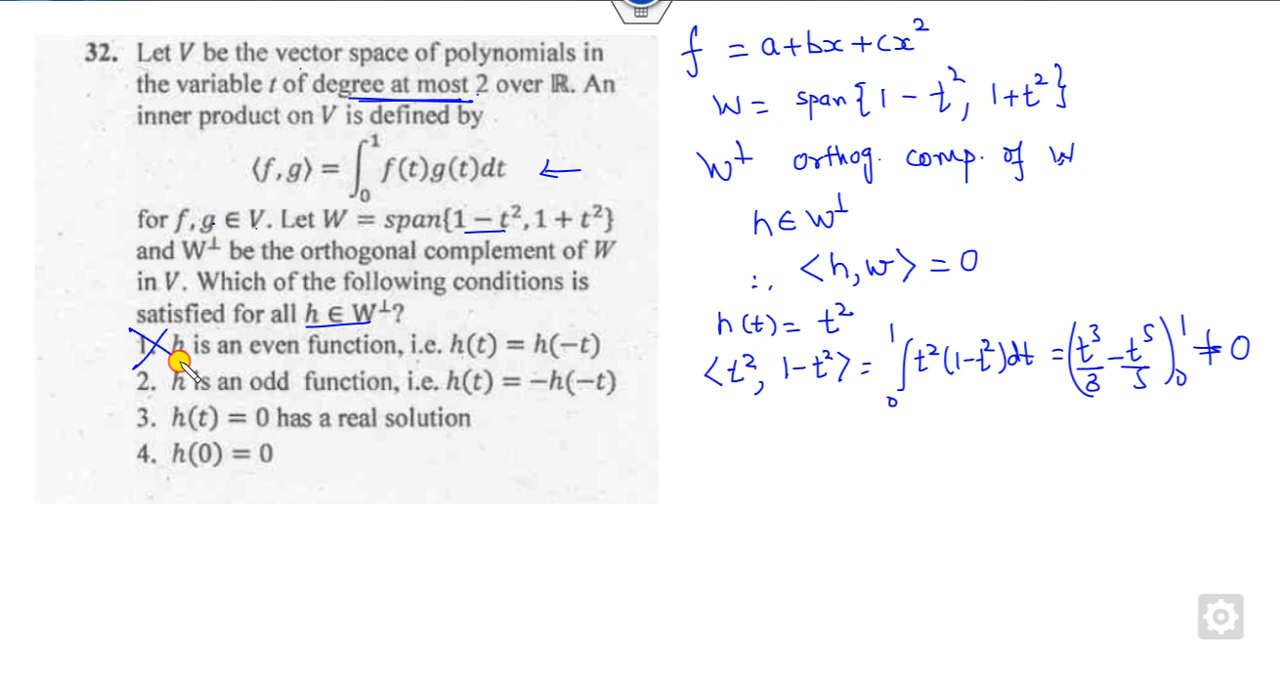 32. Let V be the vector space of polynomials in
the variable t of degree at most 2 over ℝ. An
inner product on V is defined by
⟨f, g⟩ = ∫₀¹ f(t)g(t)dt ←
for f, g ∈ V. Let W = span{1 − t², 1 + t²}
and W⊥ be the orthogonal complement of W
in V. Which of the following conditions is
satisfied for all h ∈ W⊥?
1. h is an even function, i.e. h(t) = h(−t)
2. h is an odd function, i.e. h(t) = −h(−t)
3. h(t) = 0 has a real solution
4. h(0) = 0
f = a+bx+cx²
W = span{1 − t², 1+t²}
W⊥ orthog. comp. of W
h ∈ W⊥
∴ <h, w> = 0
h(t) = t²
<t², 1−t²> = ∫₀¹ t²(1−t²)dt = (t³/3 − t⁵/5)₀¹ ≠ 0